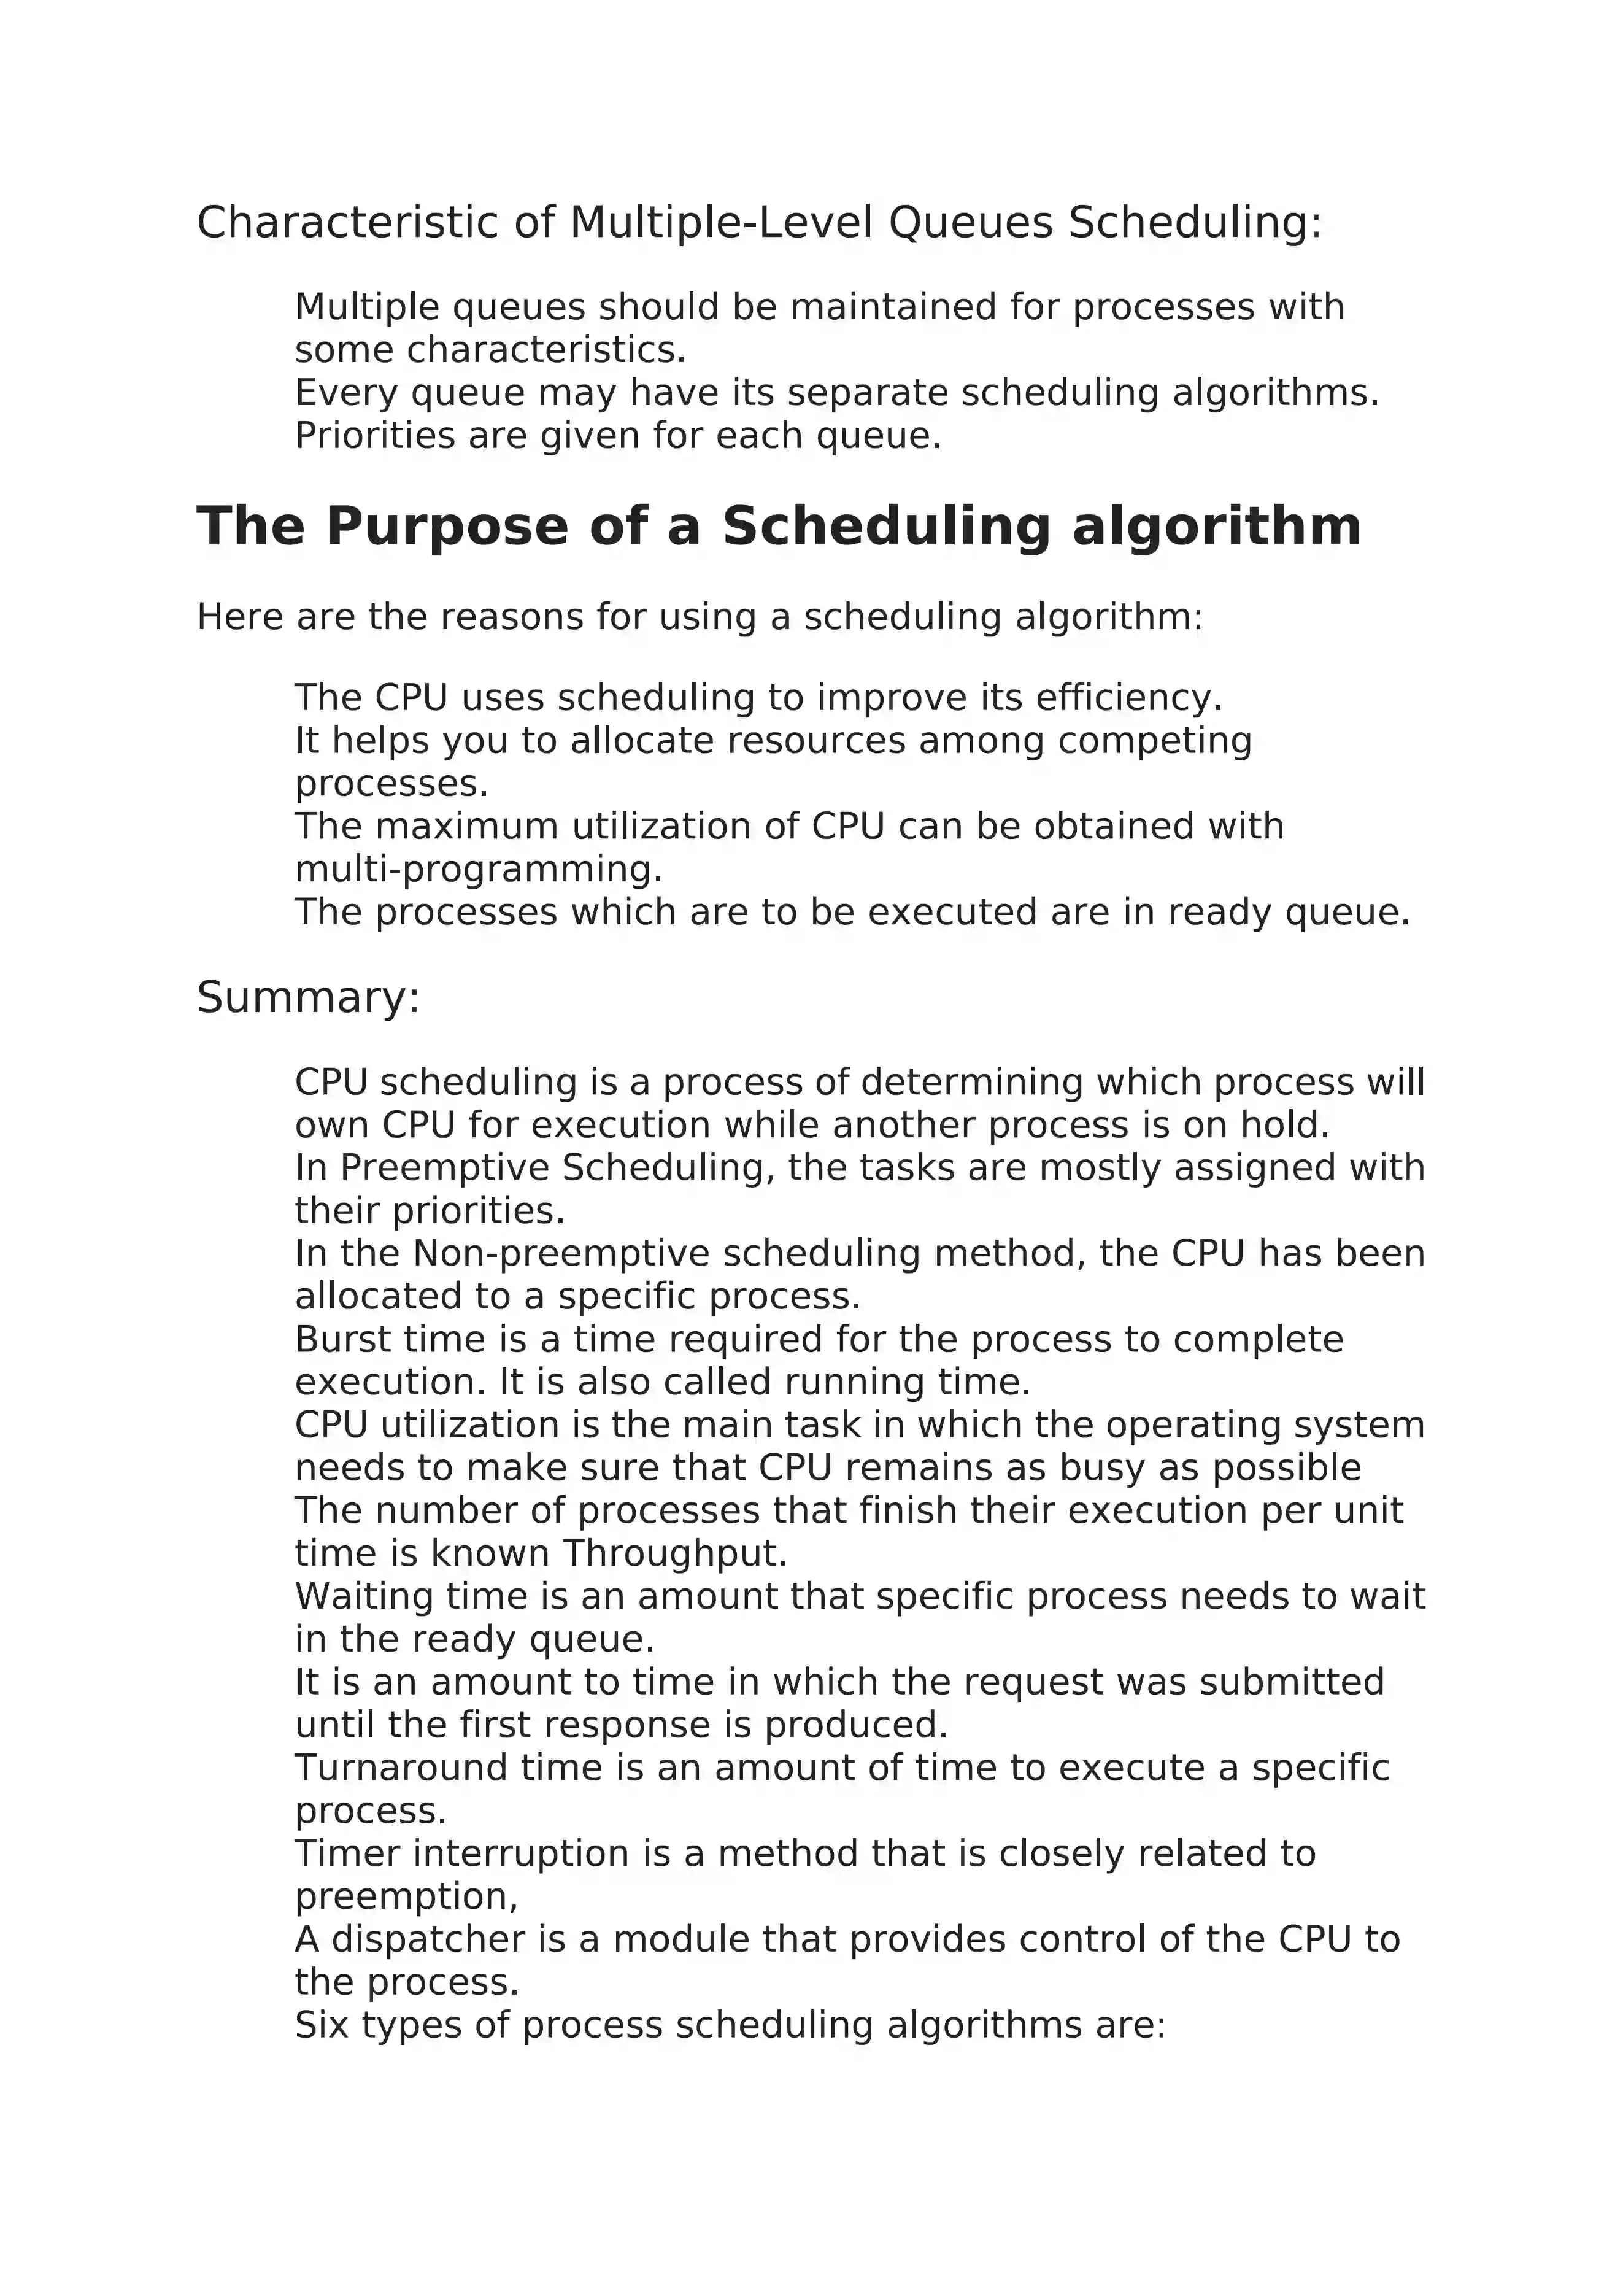 Characteristic of Multiple-Level Queues Scheduling:
Multiple queues should be maintained for processes with
some characteristics.
Every queue may have its separate scheduling algorithms.
Priorities are given for each queue.
The Purpose of a Scheduling algorithm
Here are the reasons for using a scheduling algorithm:
The CPU uses scheduling to improve its efficiency.
It helps you to allocate resources among competing
processes.
The maximum utilization of CPU can be obtained with
multi-programming.
The processes which are to be executed are in ready queue.
Summary:
CPU scheduling is a process of determining which process will
own CPU for execution while another process is on hold.
In Preemptive Scheduling, the tasks are mostly assigned with
their priorities.
In the Non-preemptive scheduling method, the CPU has been
allocated to a specific process.
Burst time is a time required for the process to complete
execution. It is also called running time.
CPU utilization is the main task in which the operating system
needs to make sure that CPU remains as busy as possible
The number of processes that finish their execution per unit
time is known Throughput.
Waiting time is an amount that specific process needs to wait
in the ready queue.
It is an amount to time in which the request was submitted
until the first response is produced.
Turnaround time is an amount of time to execute a specific
process.
Timer interruption is a method that is closely related to
preemption,
A dispatcher is a module that provides control of the CPU to
the process.
Six types of process scheduling algorithms are: